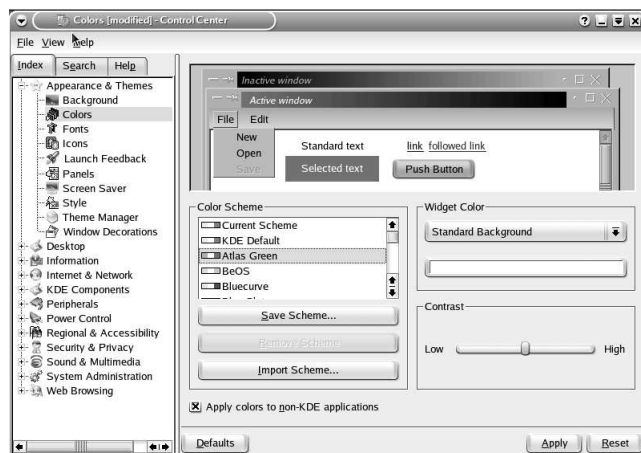 Colors [modified] - Control Center
File View Help
Index Search Help
Appearance & Themes
Background
Colors
Fonts
Icons
Launch Feedback
Panels
Screen Saver
Style
Theme Manager
Window Decorations
Desktop
Information
Internet & Network
KDE Components
Peripherals
Power Control
Regional & Accessibility
Security & Privacy
Sound & Multimedia
System Administration
Web Browsing
Inactive window
Active window
File Edit
New
Open
Save
Standard text
Selected text
link followed link
Push Button
Color Scheme
Current Scheme
KDE Default
Atlas Green
BeOS
Bluecurve
Save Scheme...
Remove Scheme
Import Scheme...
Widget Color
Standard Background
Contrast
Low High
Apply colors to non-KDE applications
Defaults Apply Reset